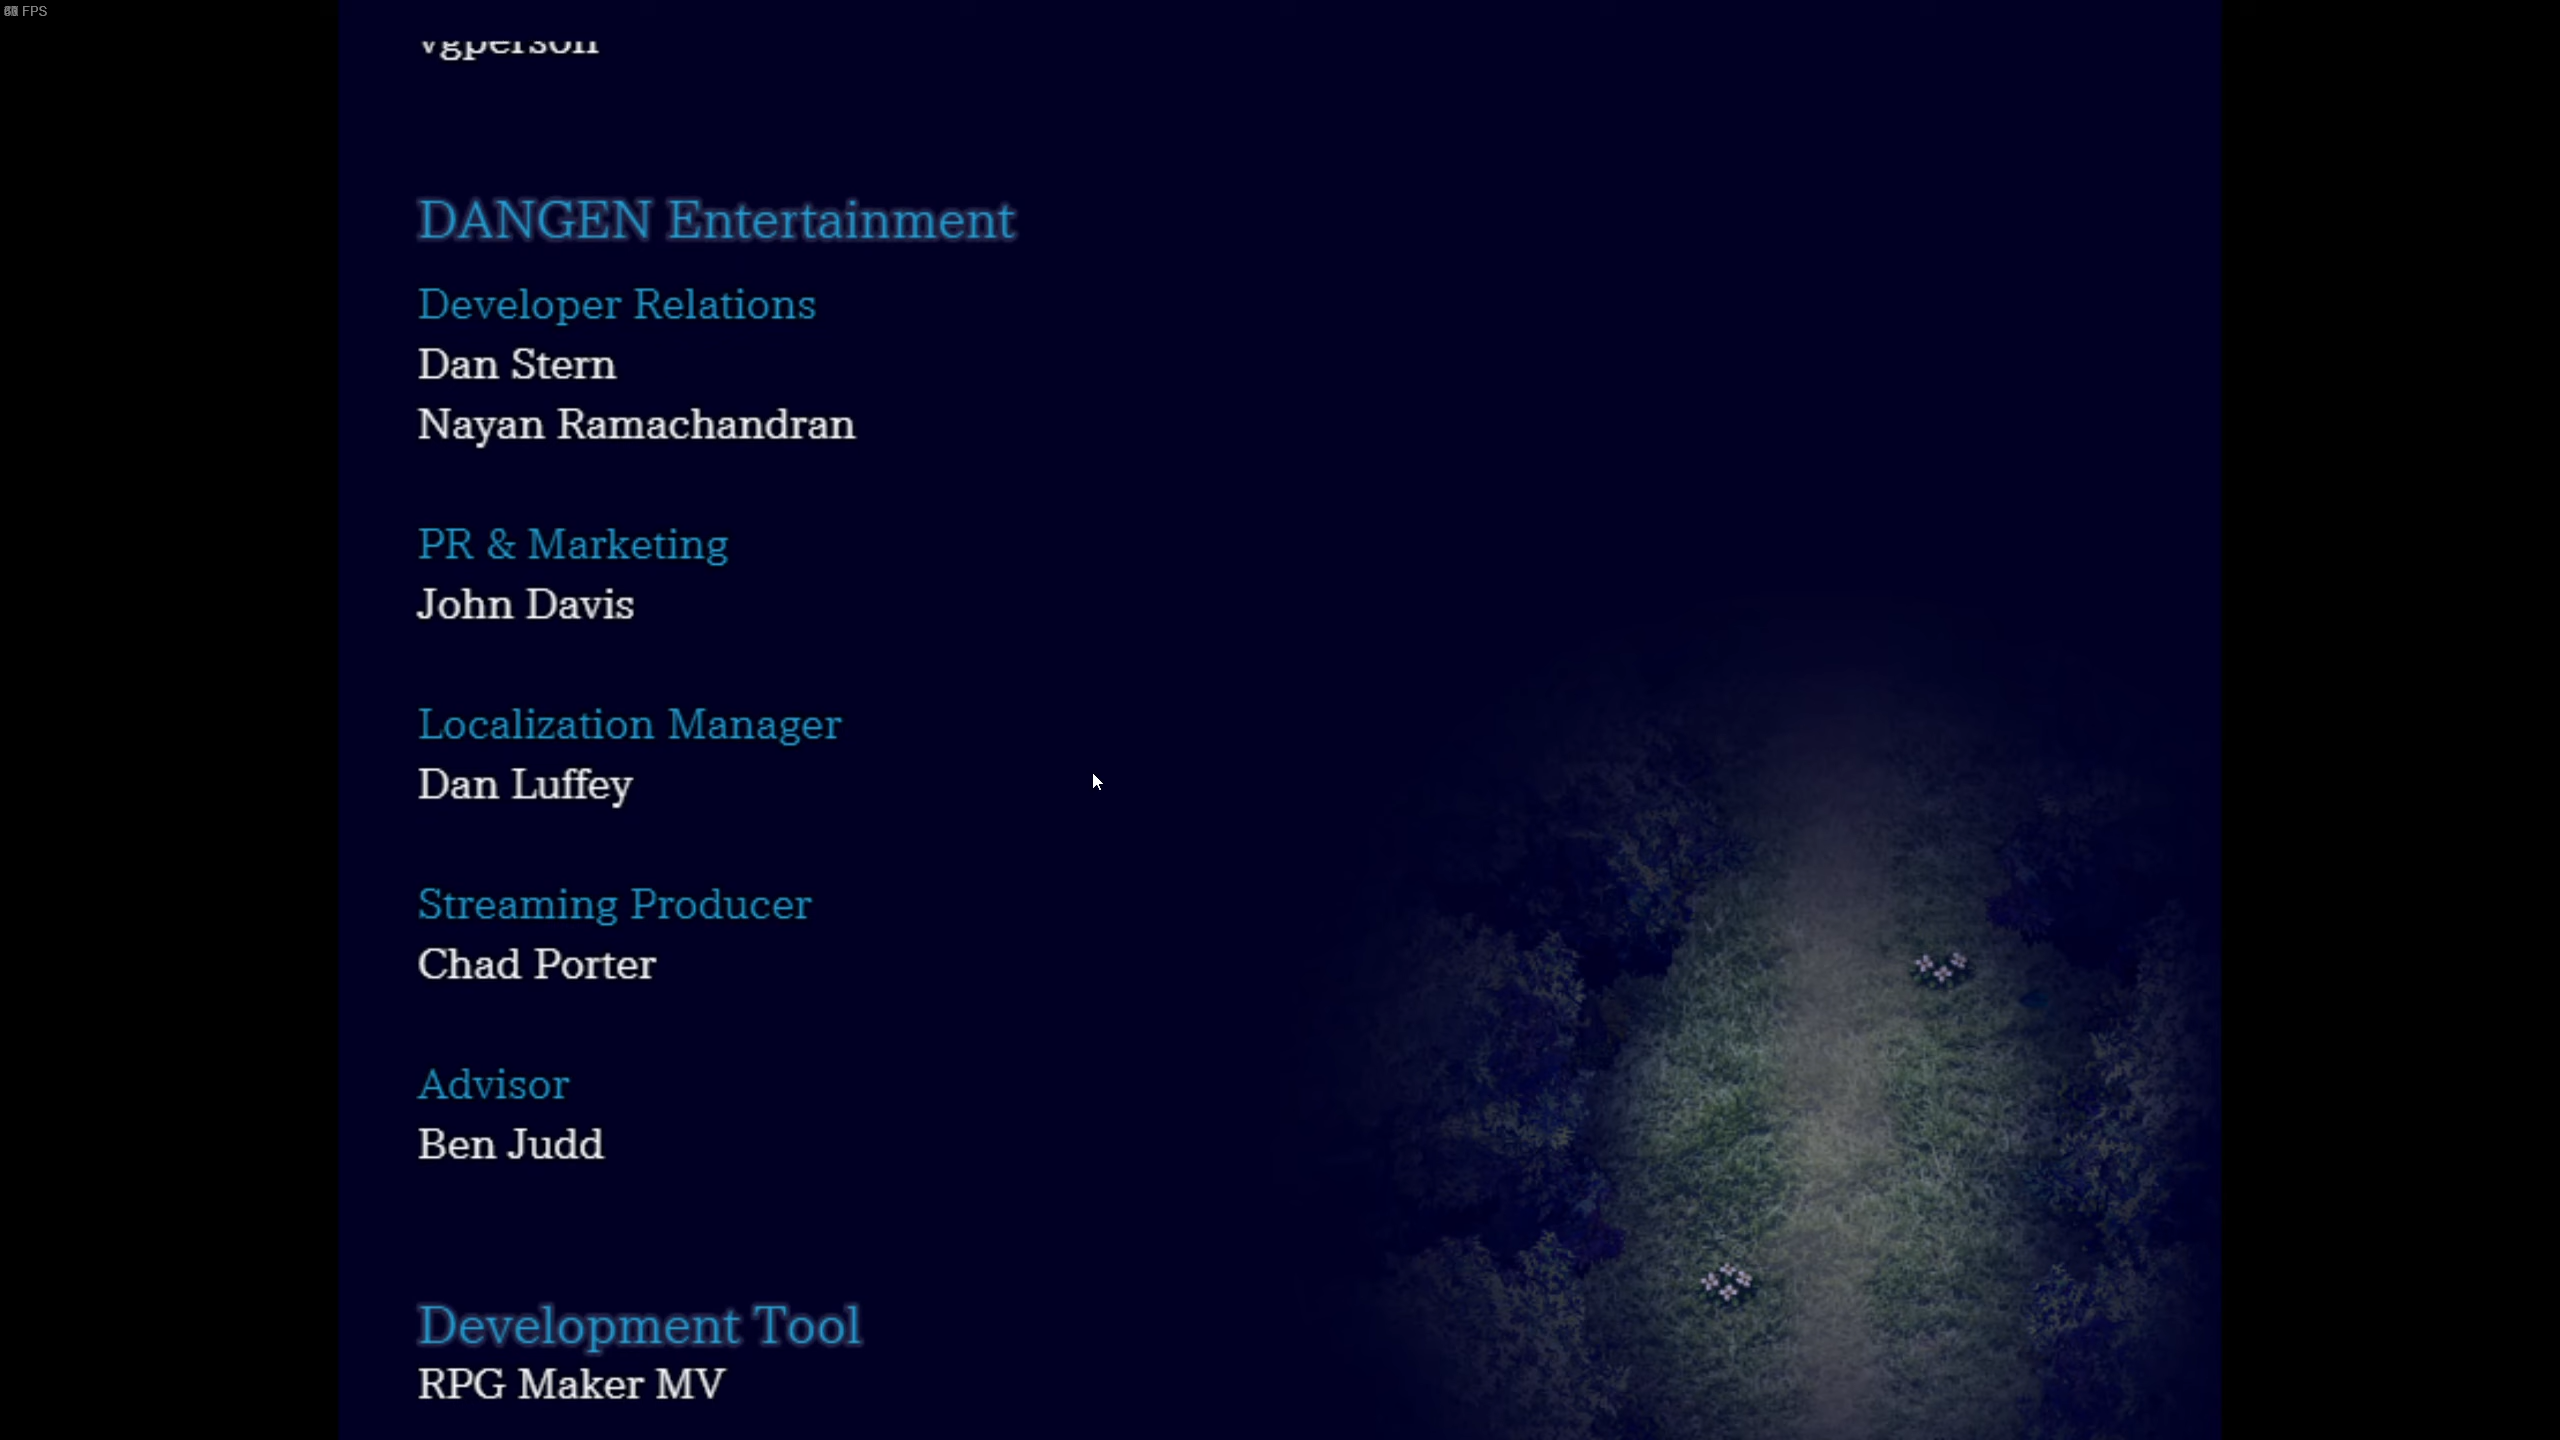 FPS
vgperson
DANGEN Entertainment
Developer Relations
Dan Stern
Nayan Ramachandran
PR & Marketing
John Davis
Localization Manager
Dan Luffey
Streaming Producer
Chad Porter
Advisor
Ben Judd
Development Tool
RPG Maker MV